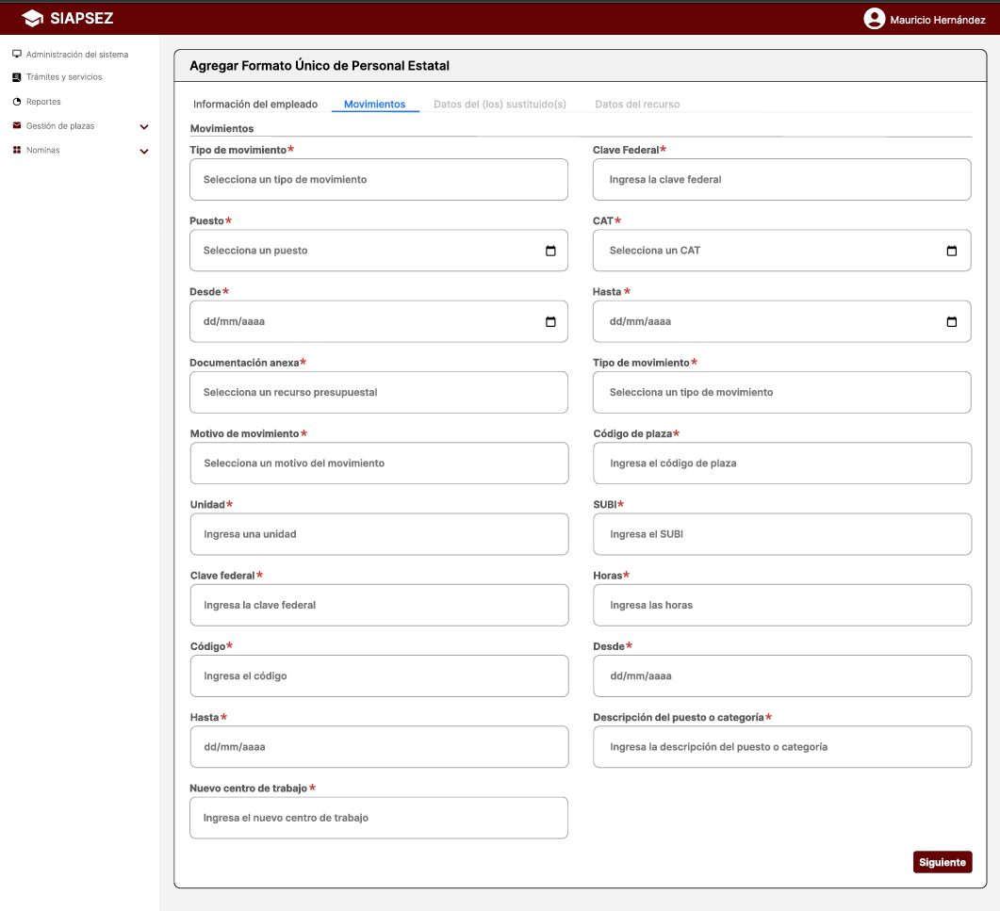 SIAPSEZ
Mauricio Hernández
Administración del sistema
Trámites y servicios
Reportes
Gestión de plazas
Nominas
Agregar Formato Único de Personal Estatal
Información del empleado Movimientos Datos del (los) sustituido(s) Datos del recurso
Movimientos
Tipo de movimiento* Clave Federal*
Selecciona un tipo de movimiento Ingresa la clave federal
Puesto* CAT*
Selecciona un puesto Selecciona un CAT
Desde* Hasta *
dd/mm/aaaa dd/mm/aaaa
Documentación anexa* Tipo de movimiento*
Selecciona un recurso presupuestal Selecciona un tipo de movimiento
Motivo de movimiento* Código de plaza*
Selecciona un motivo del movimiento Ingresa el código de plaza
Unidad* SUBI*
Ingresa una unidad Ingresa el SUBI
Clave federal* Horas*
Ingresa la clave federal Ingresa las horas
Código* Desde*
Ingresa el código dd/mm/aaaa
Hasta* Descripción del puesto o categoría*
dd/mm/aaaa Ingresa la descripción del puesto o categoría
Nuevo centro de trabajo*
Ingresa el nuevo centro de trabajo
Siguiente